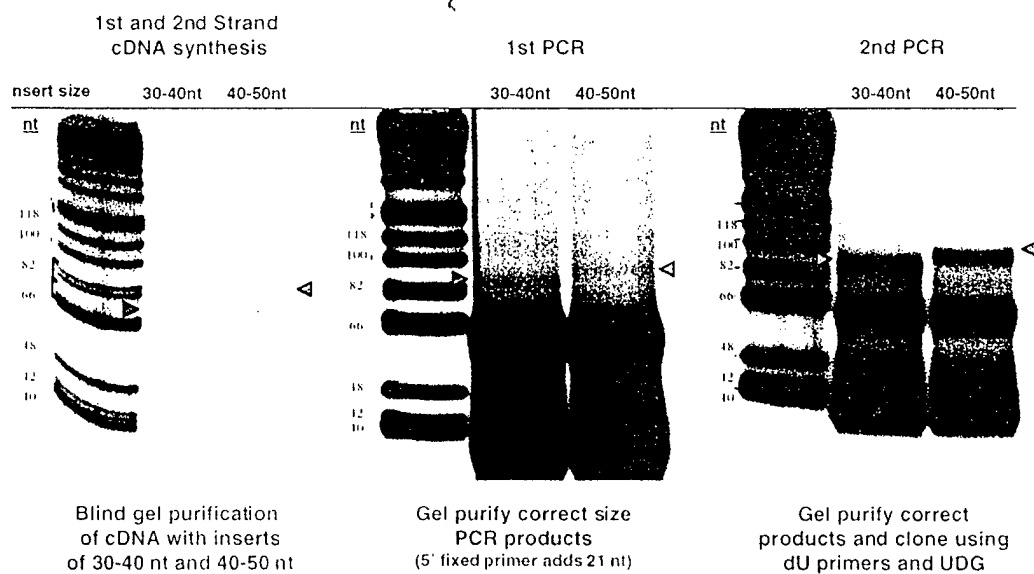 1st and 2nd Strand
cDNA synthesis
1st PCR
2nd PCR
nsert size
30-40nt
40-50nt
30-40nt
40-50nt
30-40nt
40-50nt
nt
118
100
82
66
48
42
40
nt
118
100
82
66
48
42
40
nt
118
100
82
66
48
42
40
Blind gel purification
of cDNA with inserts
of 30-40 nt and 40-50 nt
Gel purify correct size
PCR products
(5' fixed primer adds 21 nt)
Gel purify correct
products and clone using
dU primers and UDG